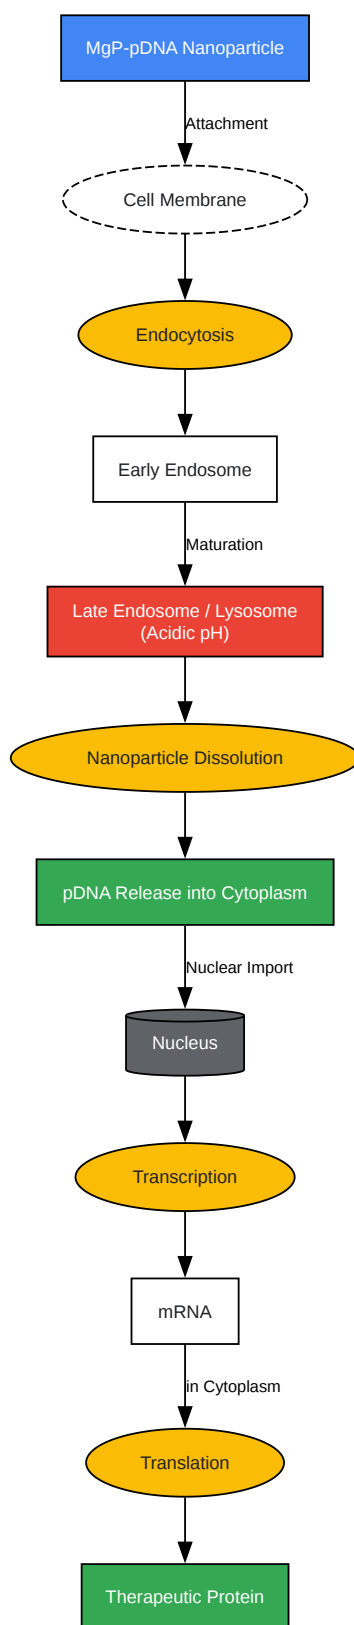 MgP-pDNA Nanoparticle
Attachment
Cell Membrane
Endocytosis
Early Endosome
Maturation
Late Endosome / Lysosome
(Acidic pH)
Nanoparticle Dissolution
pDNA Release into Cytoplasm
Nuclear Import
Nucleus
Transcription
mRNA
in Cytoplasm
Translation
Therapeutic Protein